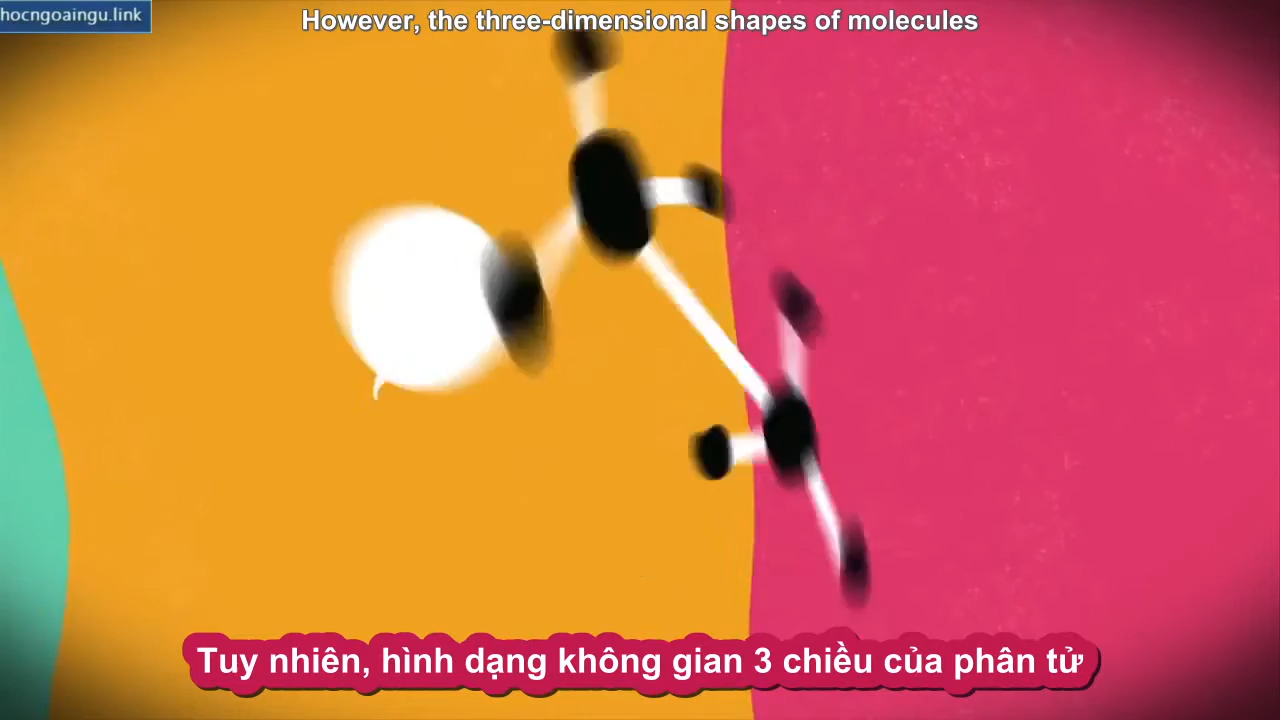 hocngoaingu.link
However, the three-dimensional shapes of molecules
Tuy nhiên, hình dạng không gian 3 chiều của phân tử